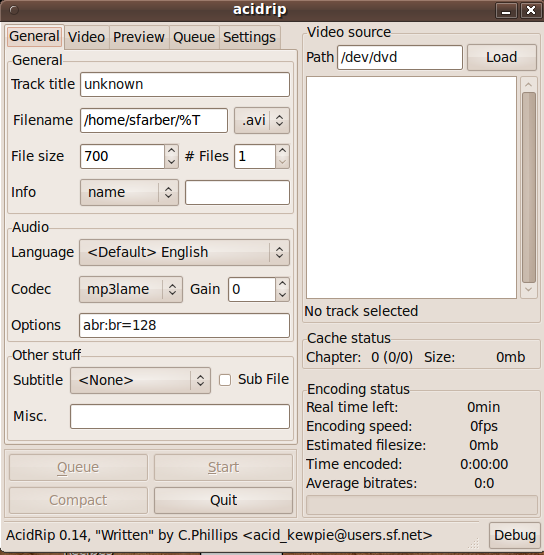 acidrip
General Video Preview Queue Settings
General
Track title unknown
Filename /home/sfarber/%T .avi
File size 700 # Files 1
Info name
Audio
Language <Default> English
Codec mp3lame Gain 0
Options abr:br=128
Other stuff
Subtitle <None> Sub File
Misc.
Queue Start
Compact Quit
Video source
Path /dev/dvd Load
No track selected
Cache status
Chapter: 0 (0/0) Size: 0mb
Encoding status
Real time left: 0min
Encoding speed: 0fps
Estimated filesize: 0mb
Time encoded: 0:00:00
Average bitrates: 0:0
AcidRip 0.14, "Written" by C.Phillips <acid_kewpie@users.sf.net> Debug